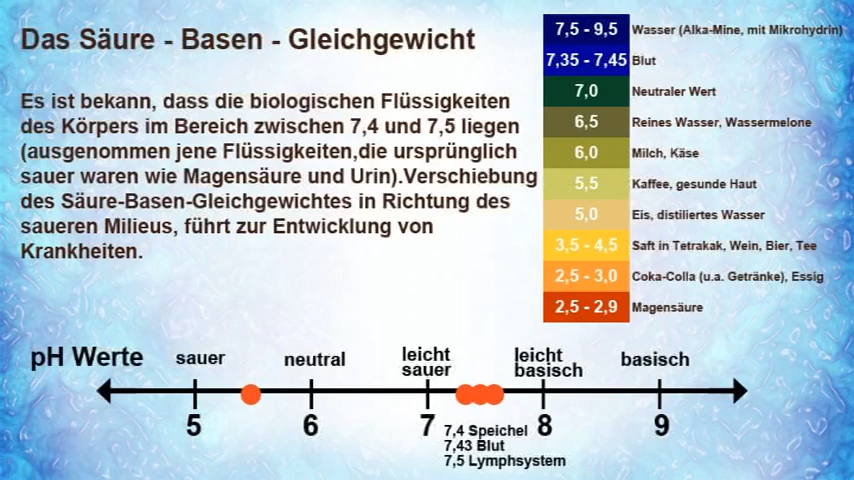 Das Säure - Basen - Gleichgewicht
Es ist bekann, dass die biologischen Flüssigkeiten
des Körpers im Bereich zwischen 7,4 und 7,5 liegen
(ausgenommen jene Flüssigkeiten,die ursprünglich
sauer waren wie Magensäure und Urin).Verschiebung
des Säure-Basen-Gleichgewichtes in Richtung des
saueren Milieus, führt zur Entwicklung von
Krankheiten.
7,5 - 9,5 Wasser (Alka-Mine, mit Mikrohydrin)
7,35 - 7,45 Blut
7,0 Neutraler Wert
6,5 Reines Wasser, Wassermelone
6,0 Milch, Käse
5,5 Kaffee, gesunde Haut
5,0 Eis, distiliertes Wasser
3,5 - 4,5 Saft in Tetrakak, Wein, Bier, Tee
2,5 - 3,0 Coka-Colla (u.a. Getränke), Essig
2,5 - 2,9 Magensäure
pH Werte
sauer
neutral
leicht
sauer
leicht
basisch
basisch
5 6 7 8 9
7,4 Speichel
7,43 Blut
7,5 Lymphsystem